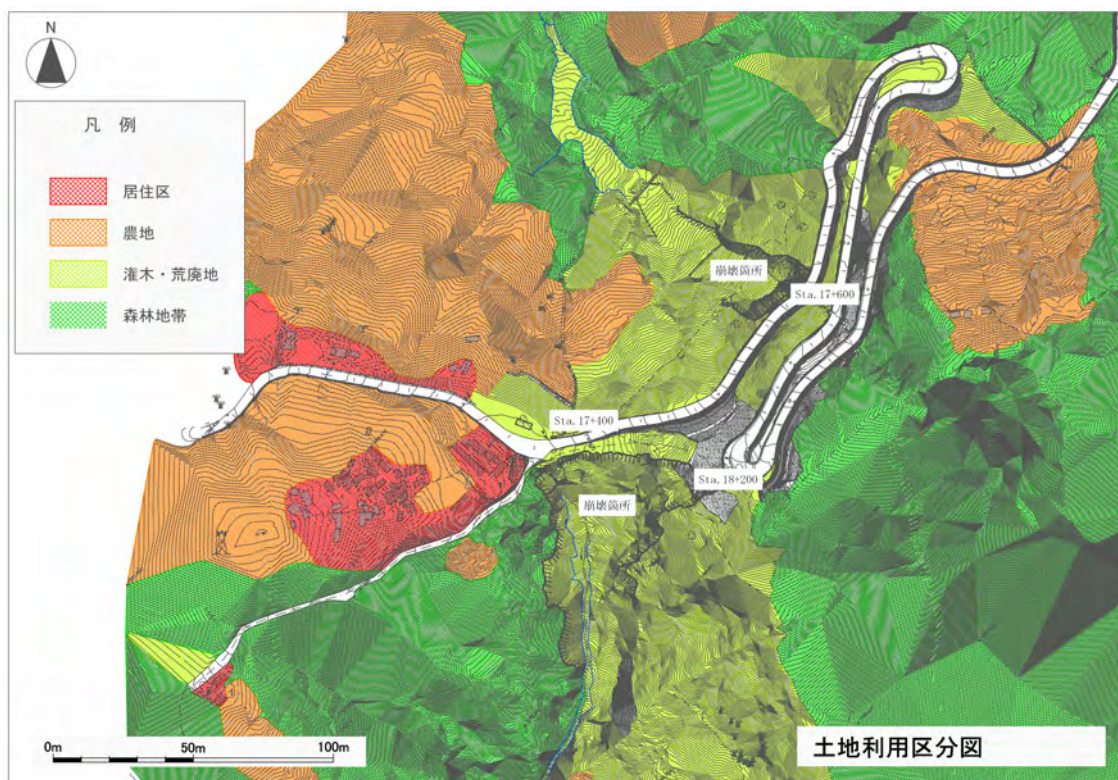 N
凡 例
居住区
農地
潅木・荒廃地
森林地帯
崩壊箇所
Sta. 17+600
Sta. 17+400
Sta. 18+200
崩壊箇所
0m 50m 100m
土地利用区分図